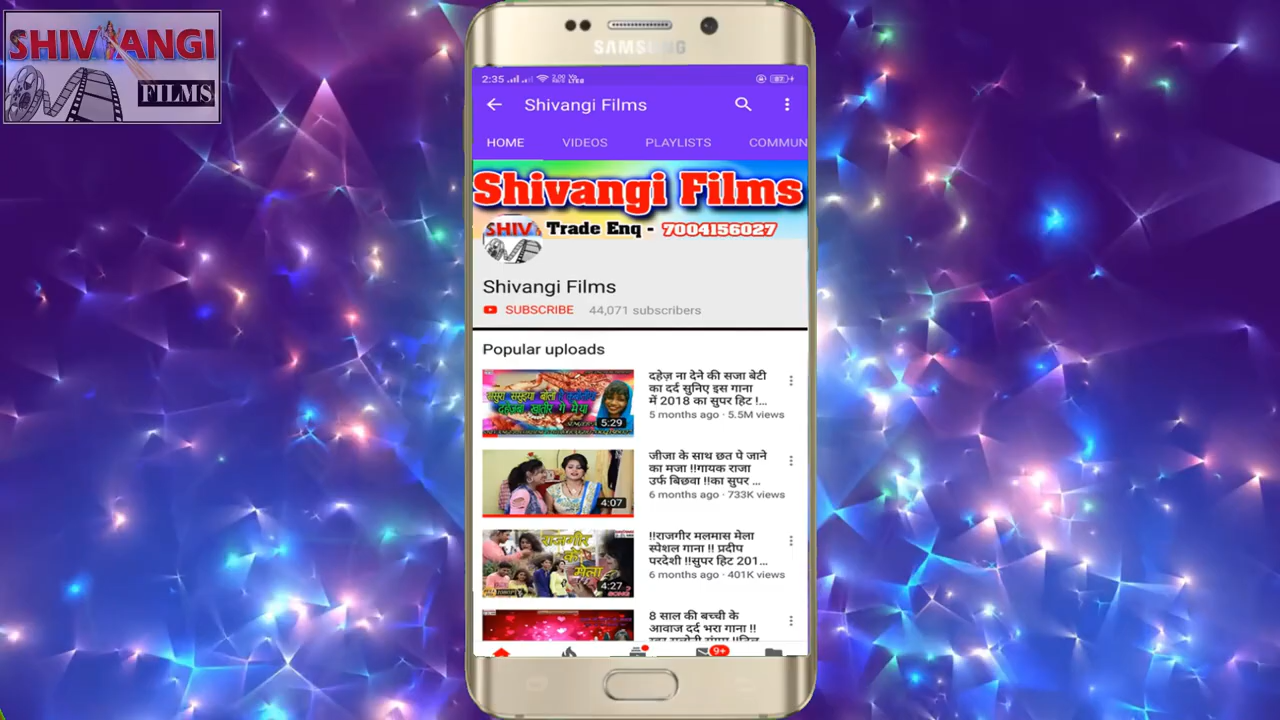 SHIVANGI
FILMS
SAMSUNG
2:35
Shivangi Films
HOME VIDEOS PLAYLISTS COMMUN
Shivangi Films
SHIV
Trade Enq - 7004156027
Shivangi Films
SUBSCRIBE 44,071 subscribers
Popular uploads
दहेज़ ना देने की सजा बेटी
का दर्द सुनिए इस गाना
में 2018 का सुपर हिट !...
5 months ago · 5.5M views
दहेजवा खातीर गे मैया
5:29
जीजा के साथ छत पे जाने
का मजा !!गायक राजा
उर्फ बिछवा !!का सुपर ...
6 months ago · 733K views
4:07
!!राजगीर मलमास मेला
स्पेशल गाना !! प्रदीप
परदेशी !!सुपर हिट 201...
6 months ago · 401K views
राजगीर
के
मेला
4:27
8 साल की बच्ची के
आवाज दर्द भरा गाना !!
9+